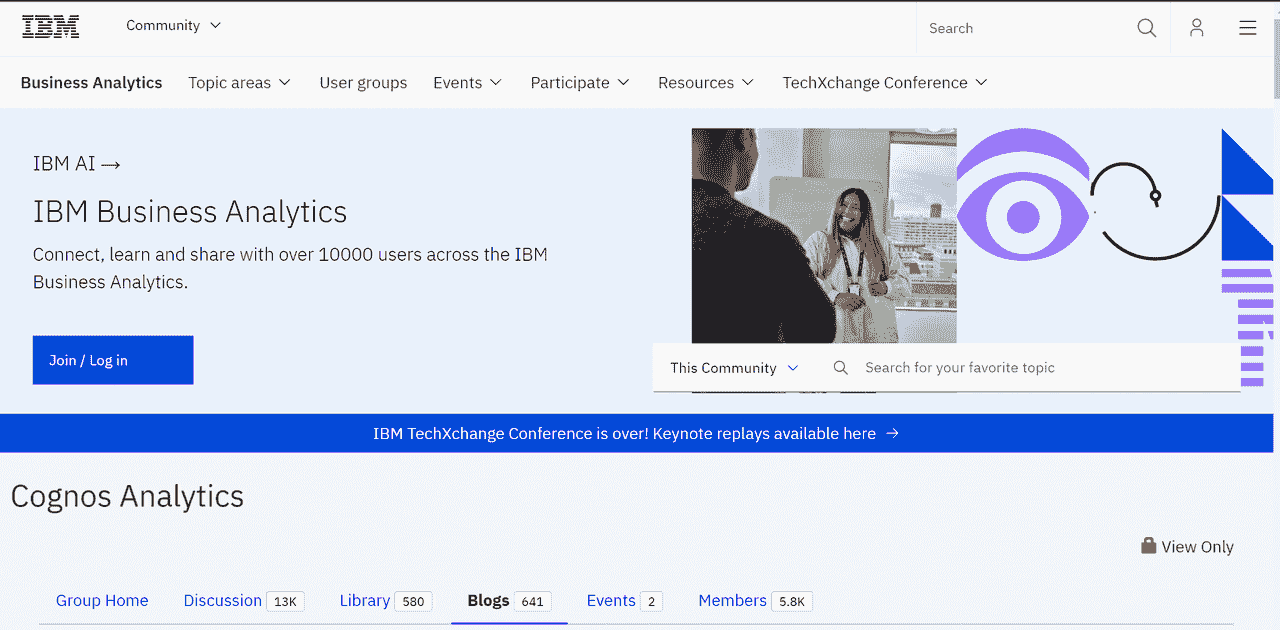 IBM
Community
Search
Business Analytics Topic areas User groups Events Participate Resources TechXchange Conference
IBM AI →
IBM Business Analytics
Connect, learn and share with over 10000 users across the IBM
Business Analytics.
Join / Log in
This Community Search for your favorite topic
IBM TechXchange Conference is over! Keynote replays available here →
Cognos Analytics
View Only
Group Home Discussion 13K Library 580 Blogs 641 Events 2 Members 5.8K